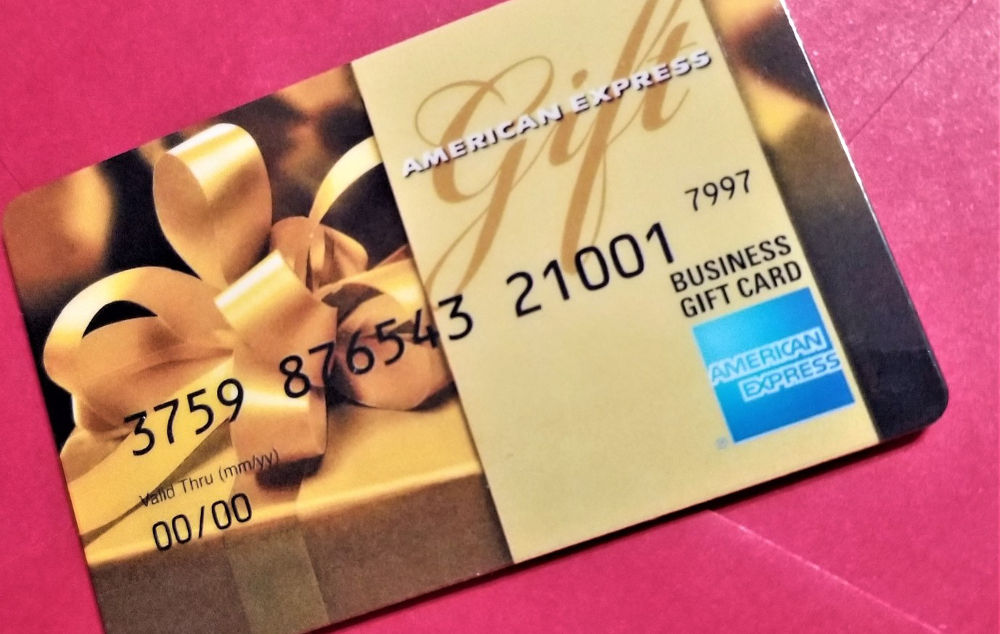 Gift
AMERICAN EXPRESS
7997
3759 876543 21001
BUSINESS
GIFT CARD
AMERICAN
EXPRESS
®
Valid Thru (mm/yy)
00/00